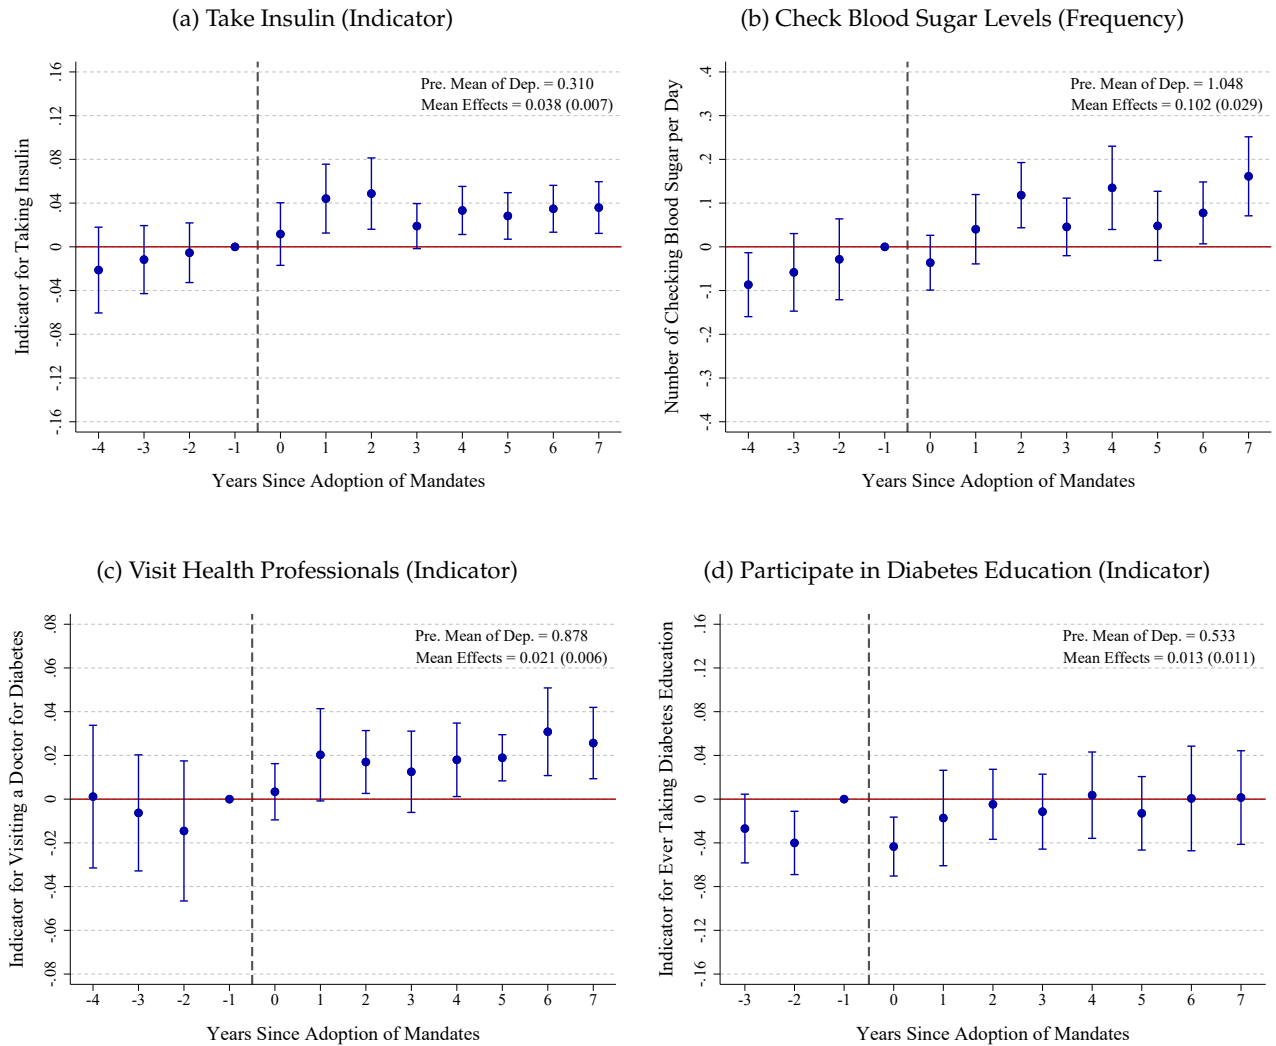 (a) Take Insulin (Indicator)
Pre. Mean of Dep. = 0.310
Mean Effects = 0.038 (0.007)
Indicator for Taking Insulin
.16
.12
.08
.04
0
-.04
-.08
-.12
-.16
-4 -3 -2 -1 0 1 2 3 4 5 6 7
Years Since Adoption of Mandates
(b) Check Blood Sugar Levels (Frequency)
Pre. Mean of Dep. = 1.048
Mean Effects = 0.102 (0.029)
Number of Checking Blood Sugar per Day
.4
.3
.2
.1
0
-.1
-.2
-.3
-.4
-4 -3 -2 -1 0 1 2 3 4 5 6 7
Years Since Adoption of Mandates
(c) Visit Health Professionals (Indicator)
Pre. Mean of Dep. = 0.878
Mean Effects = 0.021 (0.006)
Indicator for Visiting a Doctor for Diabetes
.08
.06
.04
.02
0
-.02
-.04
-.06
-.08
-4 -3 -2 -1 0 1 2 3 4 5 6 7
Years Since Adoption of Mandates
(d) Participate in Diabetes Education (Indicator)
Pre. Mean of Dep. = 0.533
Mean Effects = 0.013 (0.011)
Indicator for Ever Taking Diabetes Education
.16
.12
.08
.04
0
-.04
-.08
-.12
-.16
-3 -2 -1 0 1 2 3 4 5 6 7
Years Since Adoption of Mandates